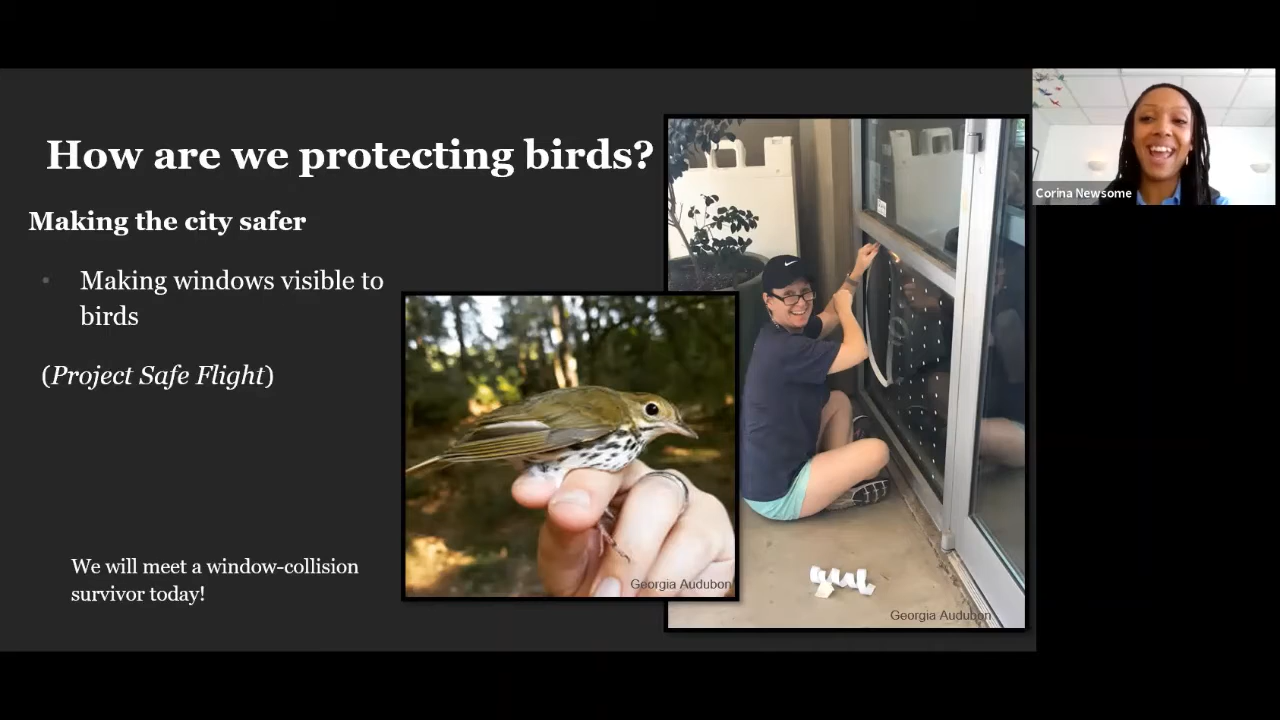 How are we protecting birds?
Making the city safer
• Making windows visible to
birds
(Project Safe Flight)
We will meet a window-collision
survivor today!
Georgia Audubon
Georgia Audubon
Corina Newsome